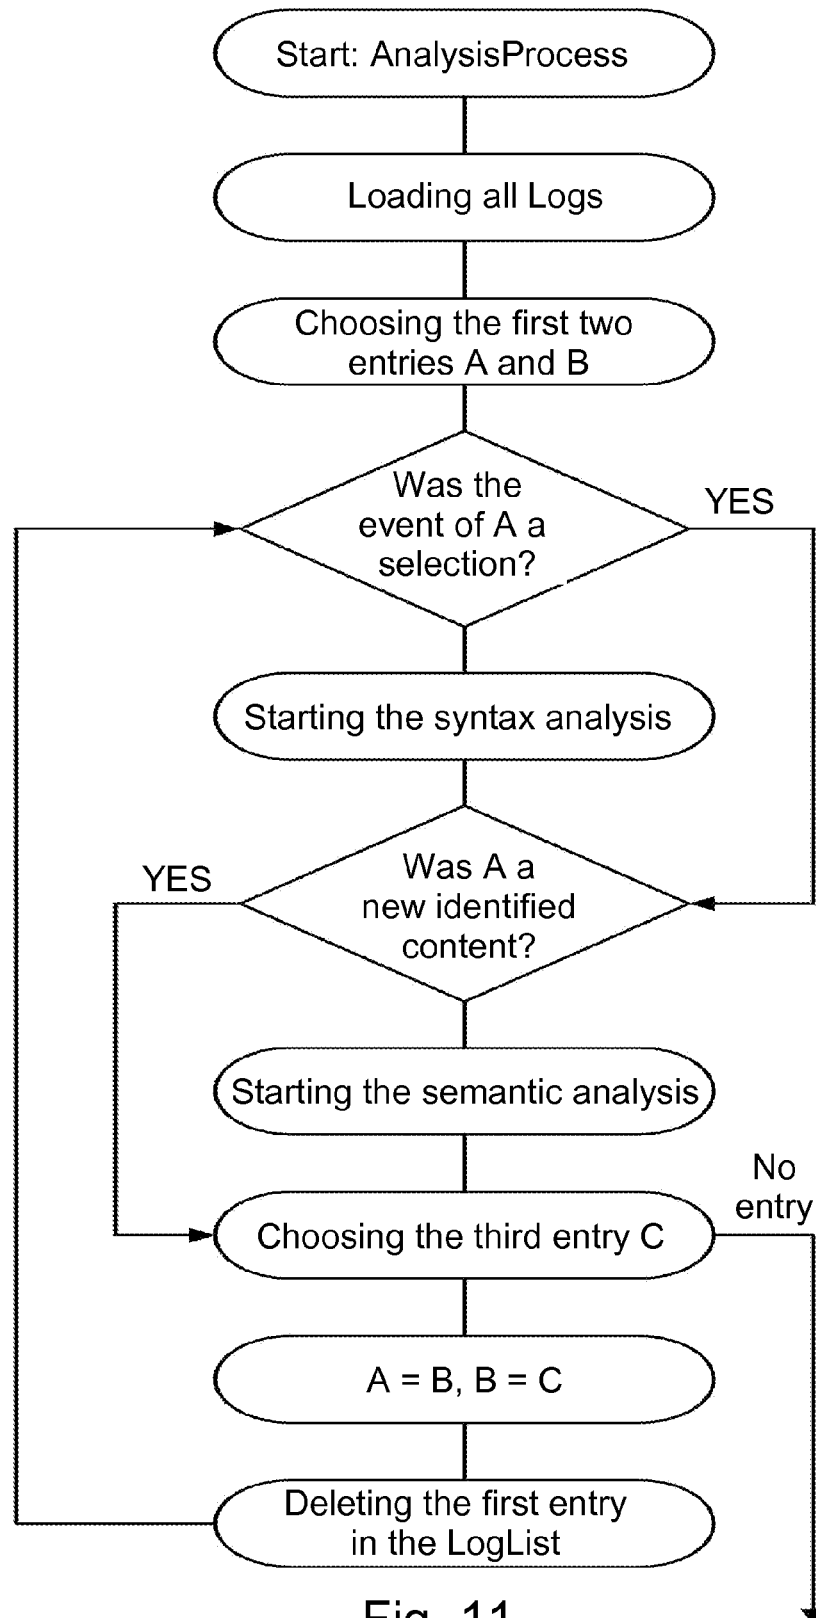 Start: AnalysisProcess
Loading all Logs
Choosing the first two
entries A and B
Was the
event of A a
selection?
YES
Starting the syntax analysis
YES
Was A a
new identified
content?
Starting the semantic analysis
No
entry
Choosing the third entry C
A = B, B = C
Deleting the first entry
in the LogList
Fig. 11